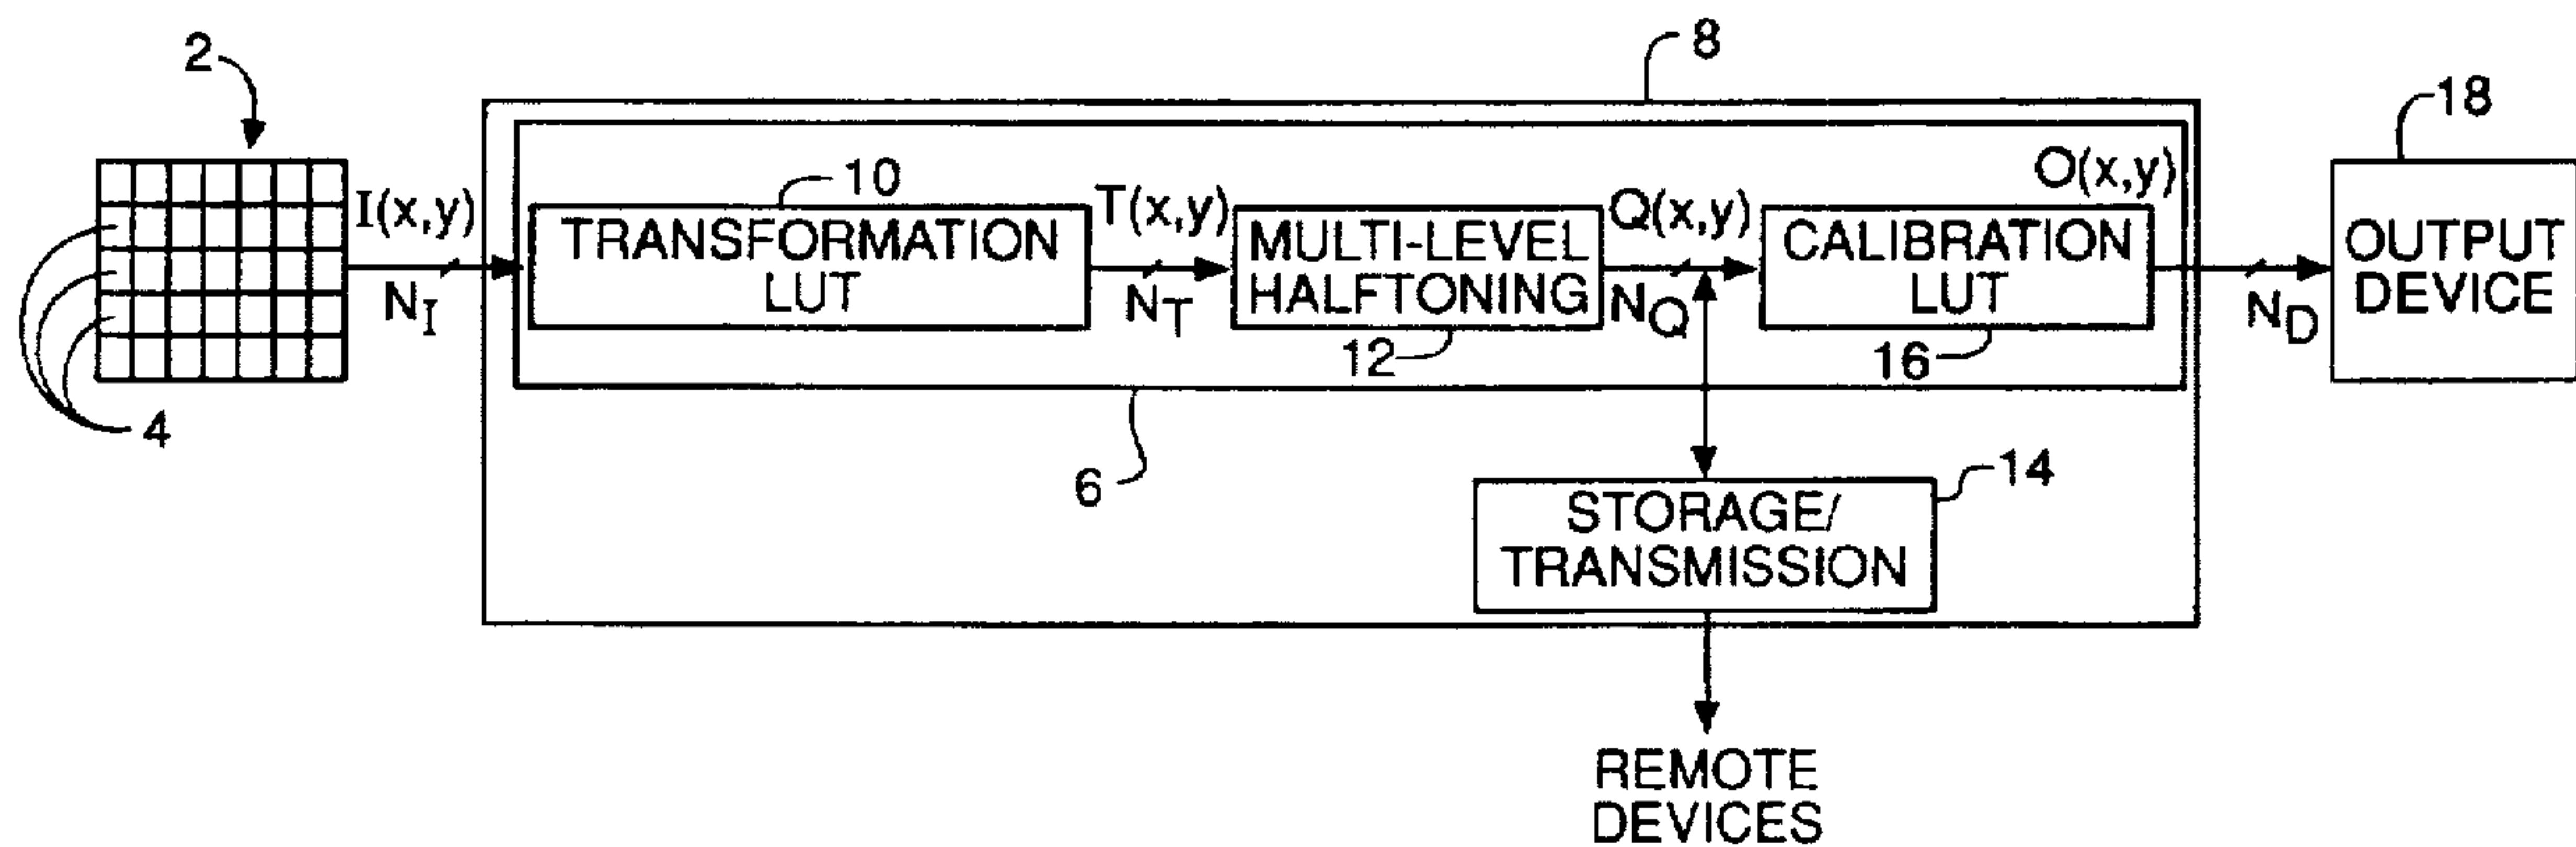 2
8
18
I(x,y)
N_I
10
TRANSFORMATION
LUT
T(x,y)
N_T
MULTI-LEVEL
HALFTONING
12
Q(x,y)
N_Q
CALIBRATION
LUT
16
O(x,y)
N_D
OUTPUT
DEVICE
4
6
14
STORAGE/
TRANSMISSION
REMOTE
DEVICES